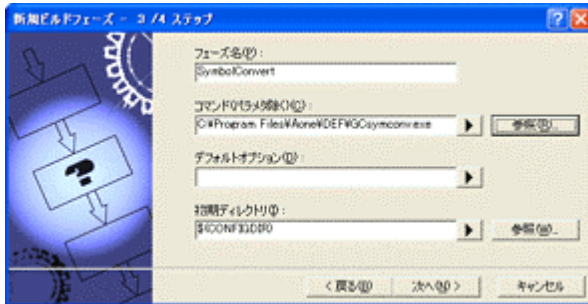 新規ビルドフェーズ - 3/4 ステップ
フェーズ名(P):
SymbolConvert
コマンド(パラメタ除く)(C):
C:¥Program Files¥Aone¥DEF¥GCsymconv.exe
参照(B)...
デフォルトオプション(D):
初期ディレクトリ(I):
$(CONFIGDIR)
参照(W)...
< 戻る(B)
次へ(N) >
キャンセル